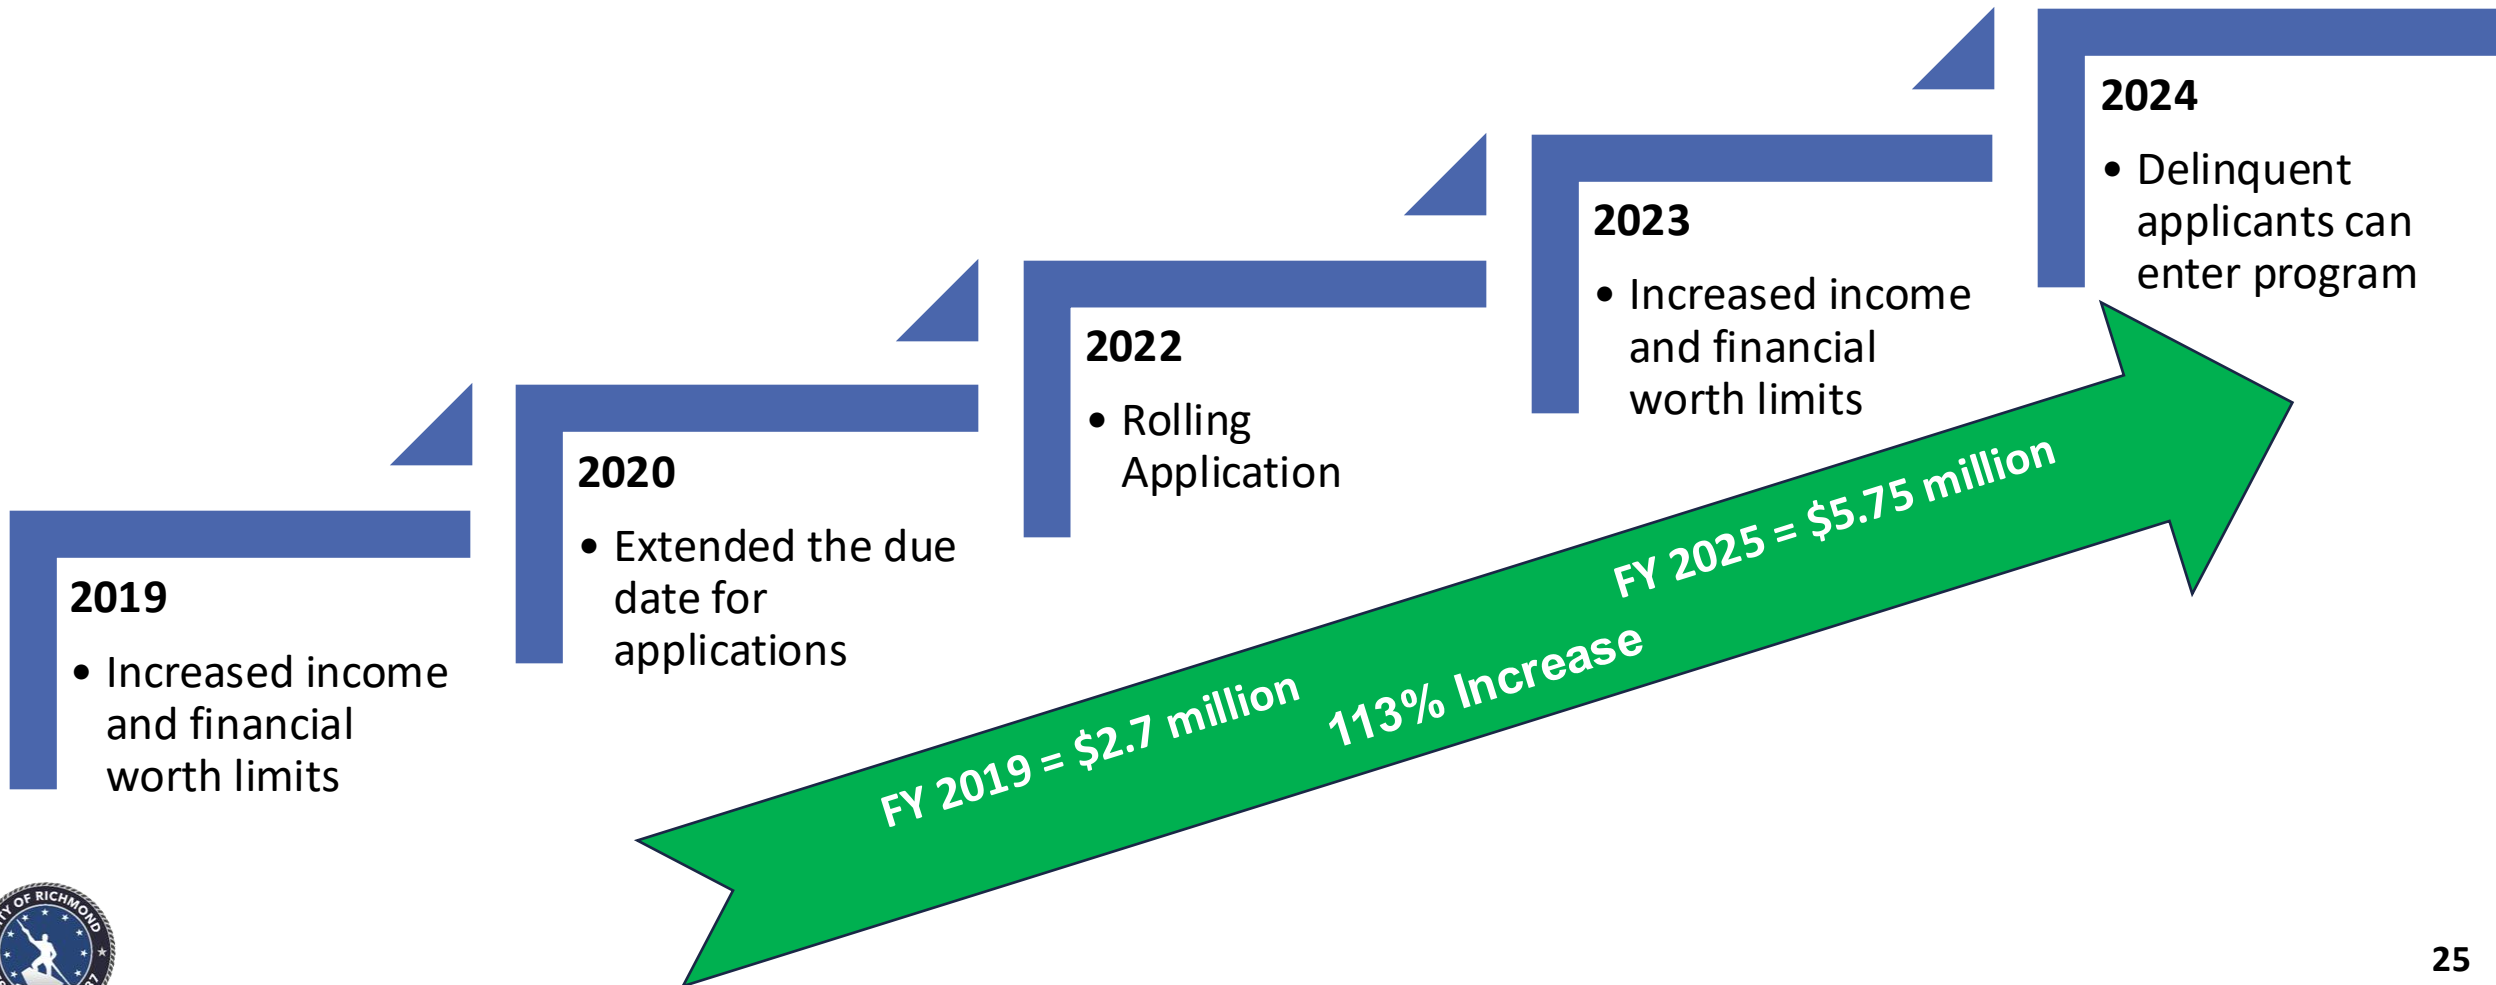 2019
• Increased income
and financial
worth limits
2020
• Extended the due
date for
applications
2022
• Rolling
Application
2023
• Increased income
and financial
worth limits
2024
• Delinquent
applicants can
enter program
FY 2019 = $2.7 million
113% Increase
FY 2025 = $5.75 million
OF RICHMOND
25